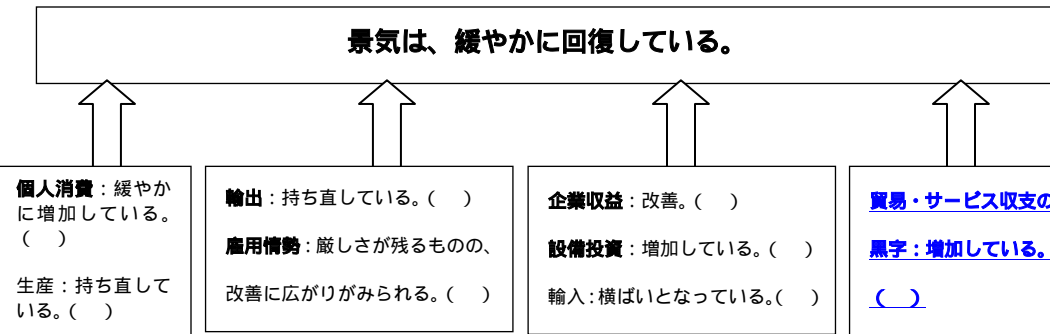 景気は、緩やかに回復している。
個人消費：緩やか
に増加している。
(　)
生産：持ち直して
いる。(　)
輸出：持ち直している。(　)
雇用情勢：厳しさが残るものの、
改善に広がりがみられる。(　)
企業収益：改善。(　)
設備投資：増加している。(　)
輸入：横ばいとなっている。(　)
貿易・サービス収支の
黒字：増加している。
(　)